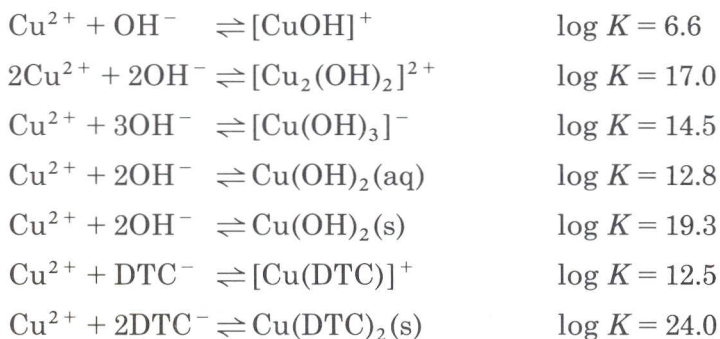 Cu²⁺ + OH⁻ ⇌ [CuOH]⁺ log K = 6.6
2Cu²⁺ + 2OH⁻ ⇌ [Cu₂(OH)₂]²⁺ log K = 17.0
Cu²⁺ + 3OH⁻ ⇌ [Cu(OH)₃]⁻ log K = 14.5
Cu²⁺ + 2OH⁻ ⇌ Cu(OH)₂(aq) log K = 12.8
Cu²⁺ + 2OH⁻ ⇌ Cu(OH)₂(s) log K = 19.3
Cu²⁺ + DTC⁻ ⇌ [Cu(DTC)]⁺ log K = 12.5
Cu²⁺ + 2DTC⁻ ⇌ Cu(DTC)₂(s) log K = 24.0